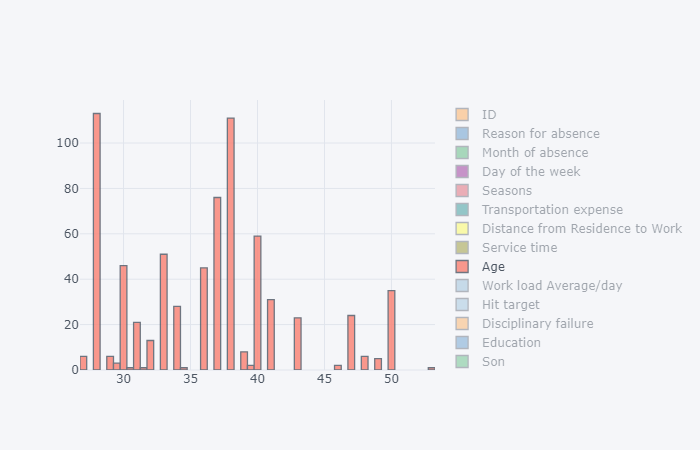 100
80
60
40
20
0
30 35 40 45 50
ID
Reason for absence
Month of absence
Day of the week
Seasons
Transportation expense
Distance from Residence to Work
Service time
Age
Work load Average/day
Hit target
Disciplinary failure
Education
Son